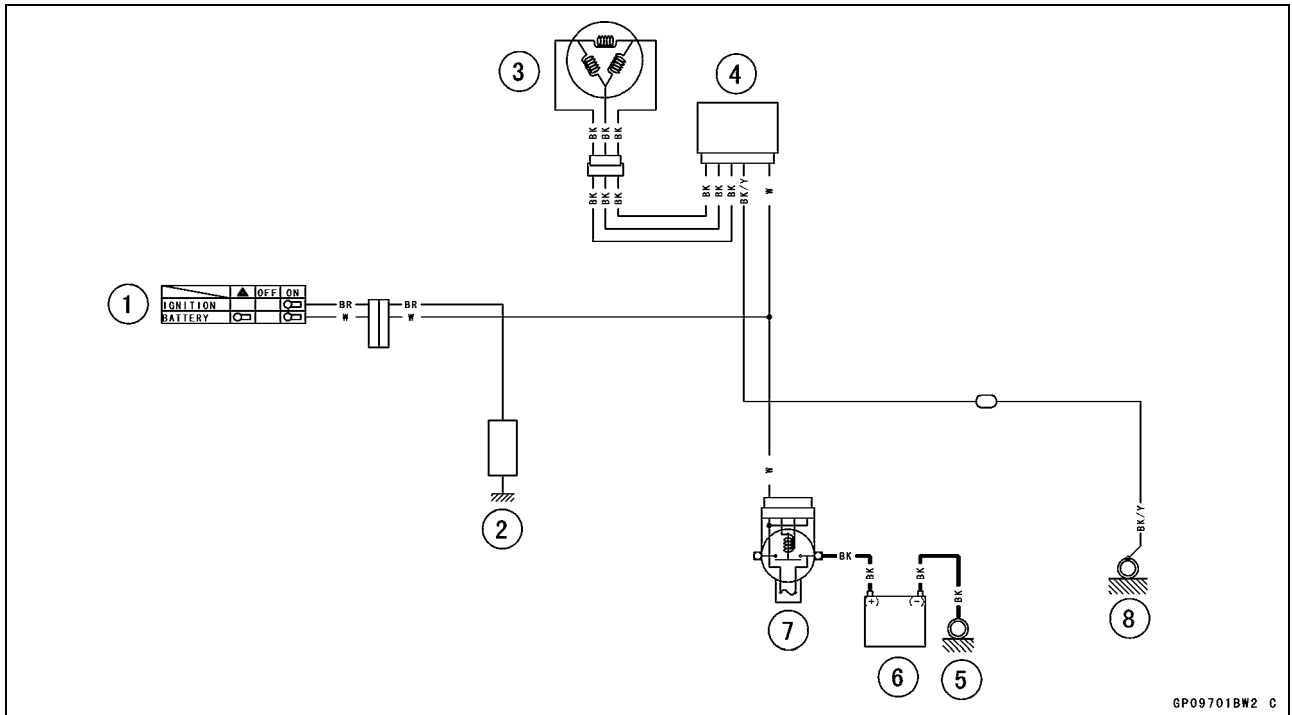 3
4
BK
BK
BK
BK
BK
BK
BK
BK
BK
BK/Y
W
1
OFF
ON
IGNITION
BATTERY
BR
BR
W
W
2
W
7
BK
BK
(+)
(-)
BK
BK
6
5
BK/Y
8
GP09701BW2 C